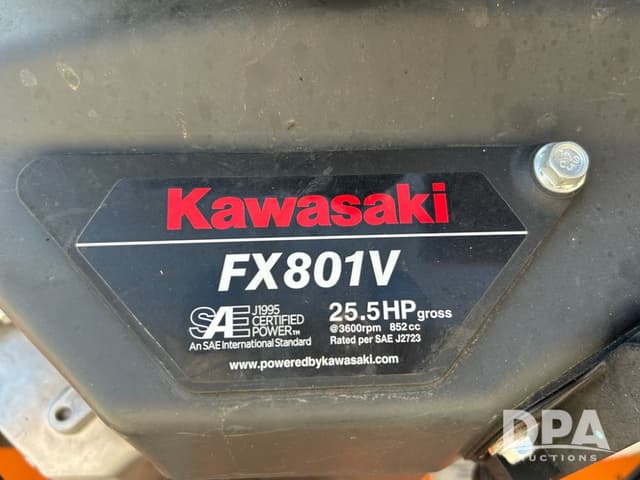 Kawasaki
FX801V
SAE J1995 CERTIFIED POWER™
An SAE International Standard
25.5HP gross
@3600rpm 852cc
Rated per SAE J2723
www.poweredbykawasaki.com
DPA
AUCTIONS